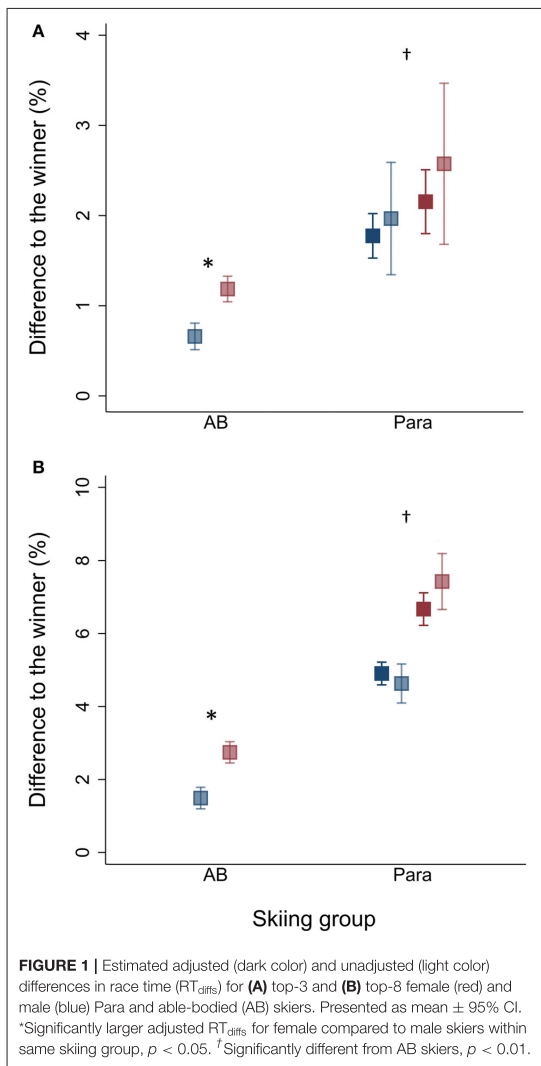 A
Difference to the winner (%)
4
3
2
1
0
†
*
AB
Para
B
Difference to the winner (%)
10
8
6
4
2
0
†
*
AB
Para
Skiing group
FIGURE 1 | Estimated adjusted (dark color) and unadjusted (light color)
differences in race time (RTdiffs) for (A) top-3 and (B) top-8 female (red) and
male (blue) Para and able-bodied (AB) skiers. Presented as mean ± 95% CI.
*Significantly larger adjusted RTdiffs for female compared to male skiers within
same skiing group, p < 0.05. †Significantly different from AB skiers, p < 0.01.